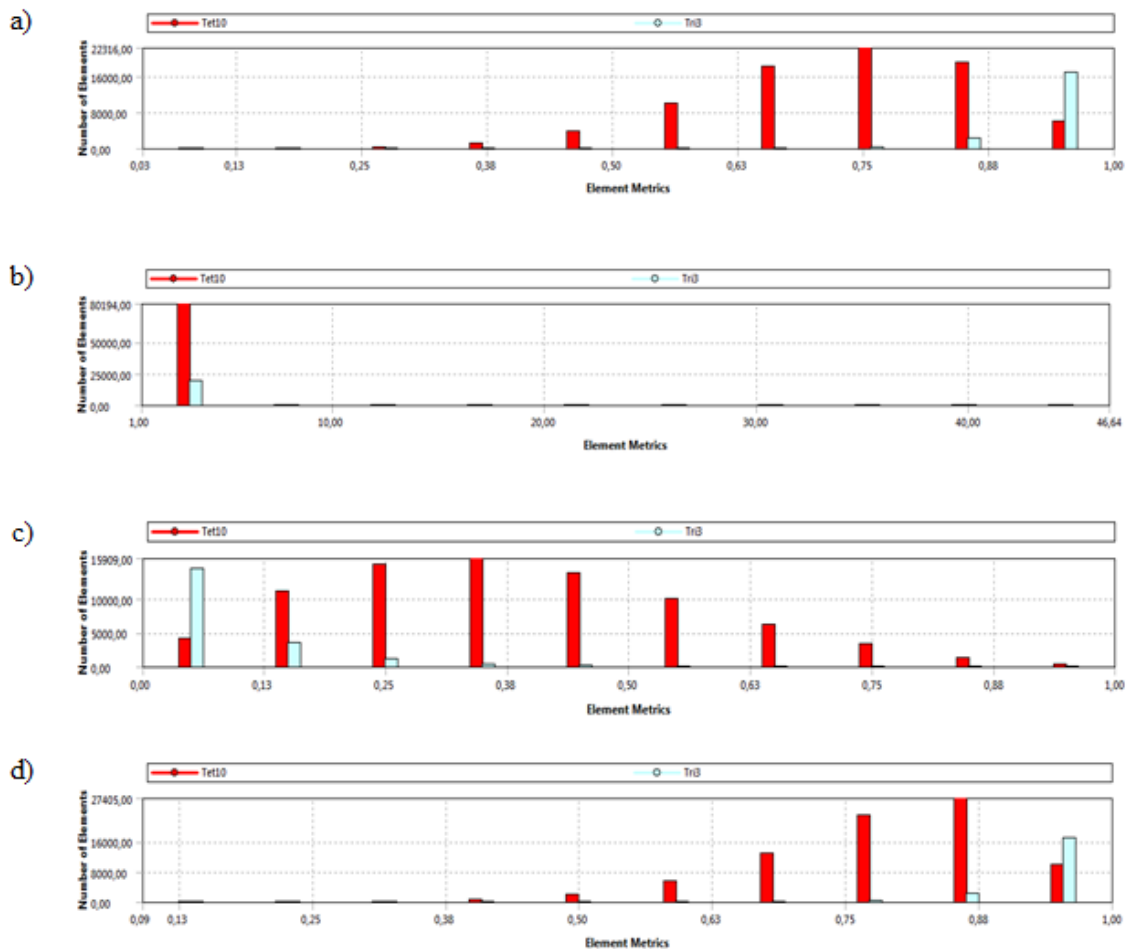 a)
Tet10 Tri3
Number of Elements
22316,00
16000,00
8000,00
0,00
0,03 0,13 0,25 0,38 0,50 0,63 0,75 0,88 1,00
Element Metrics
b)
Tet10 Tri3
Number of Elements
80194,00
50000,00
25000,00
0,00
1,00 10,00 20,00 30,00 40,00 46,64
Element Metrics
c)
Tet10 Tri3
Number of Elements
15909,00
10000,00
5000,00
0,00
0,00 0,13 0,25 0,38 0,50 0,63 0,75 0,88 1,00
Element Metrics
d)
Tet10 Tri3
Number of Elements
27405,00
16000,00
8000,00
0,00
0,09 0,13 0,25 0,38 0,50 0,63 0,75 0,88 1,00
Element Metrics